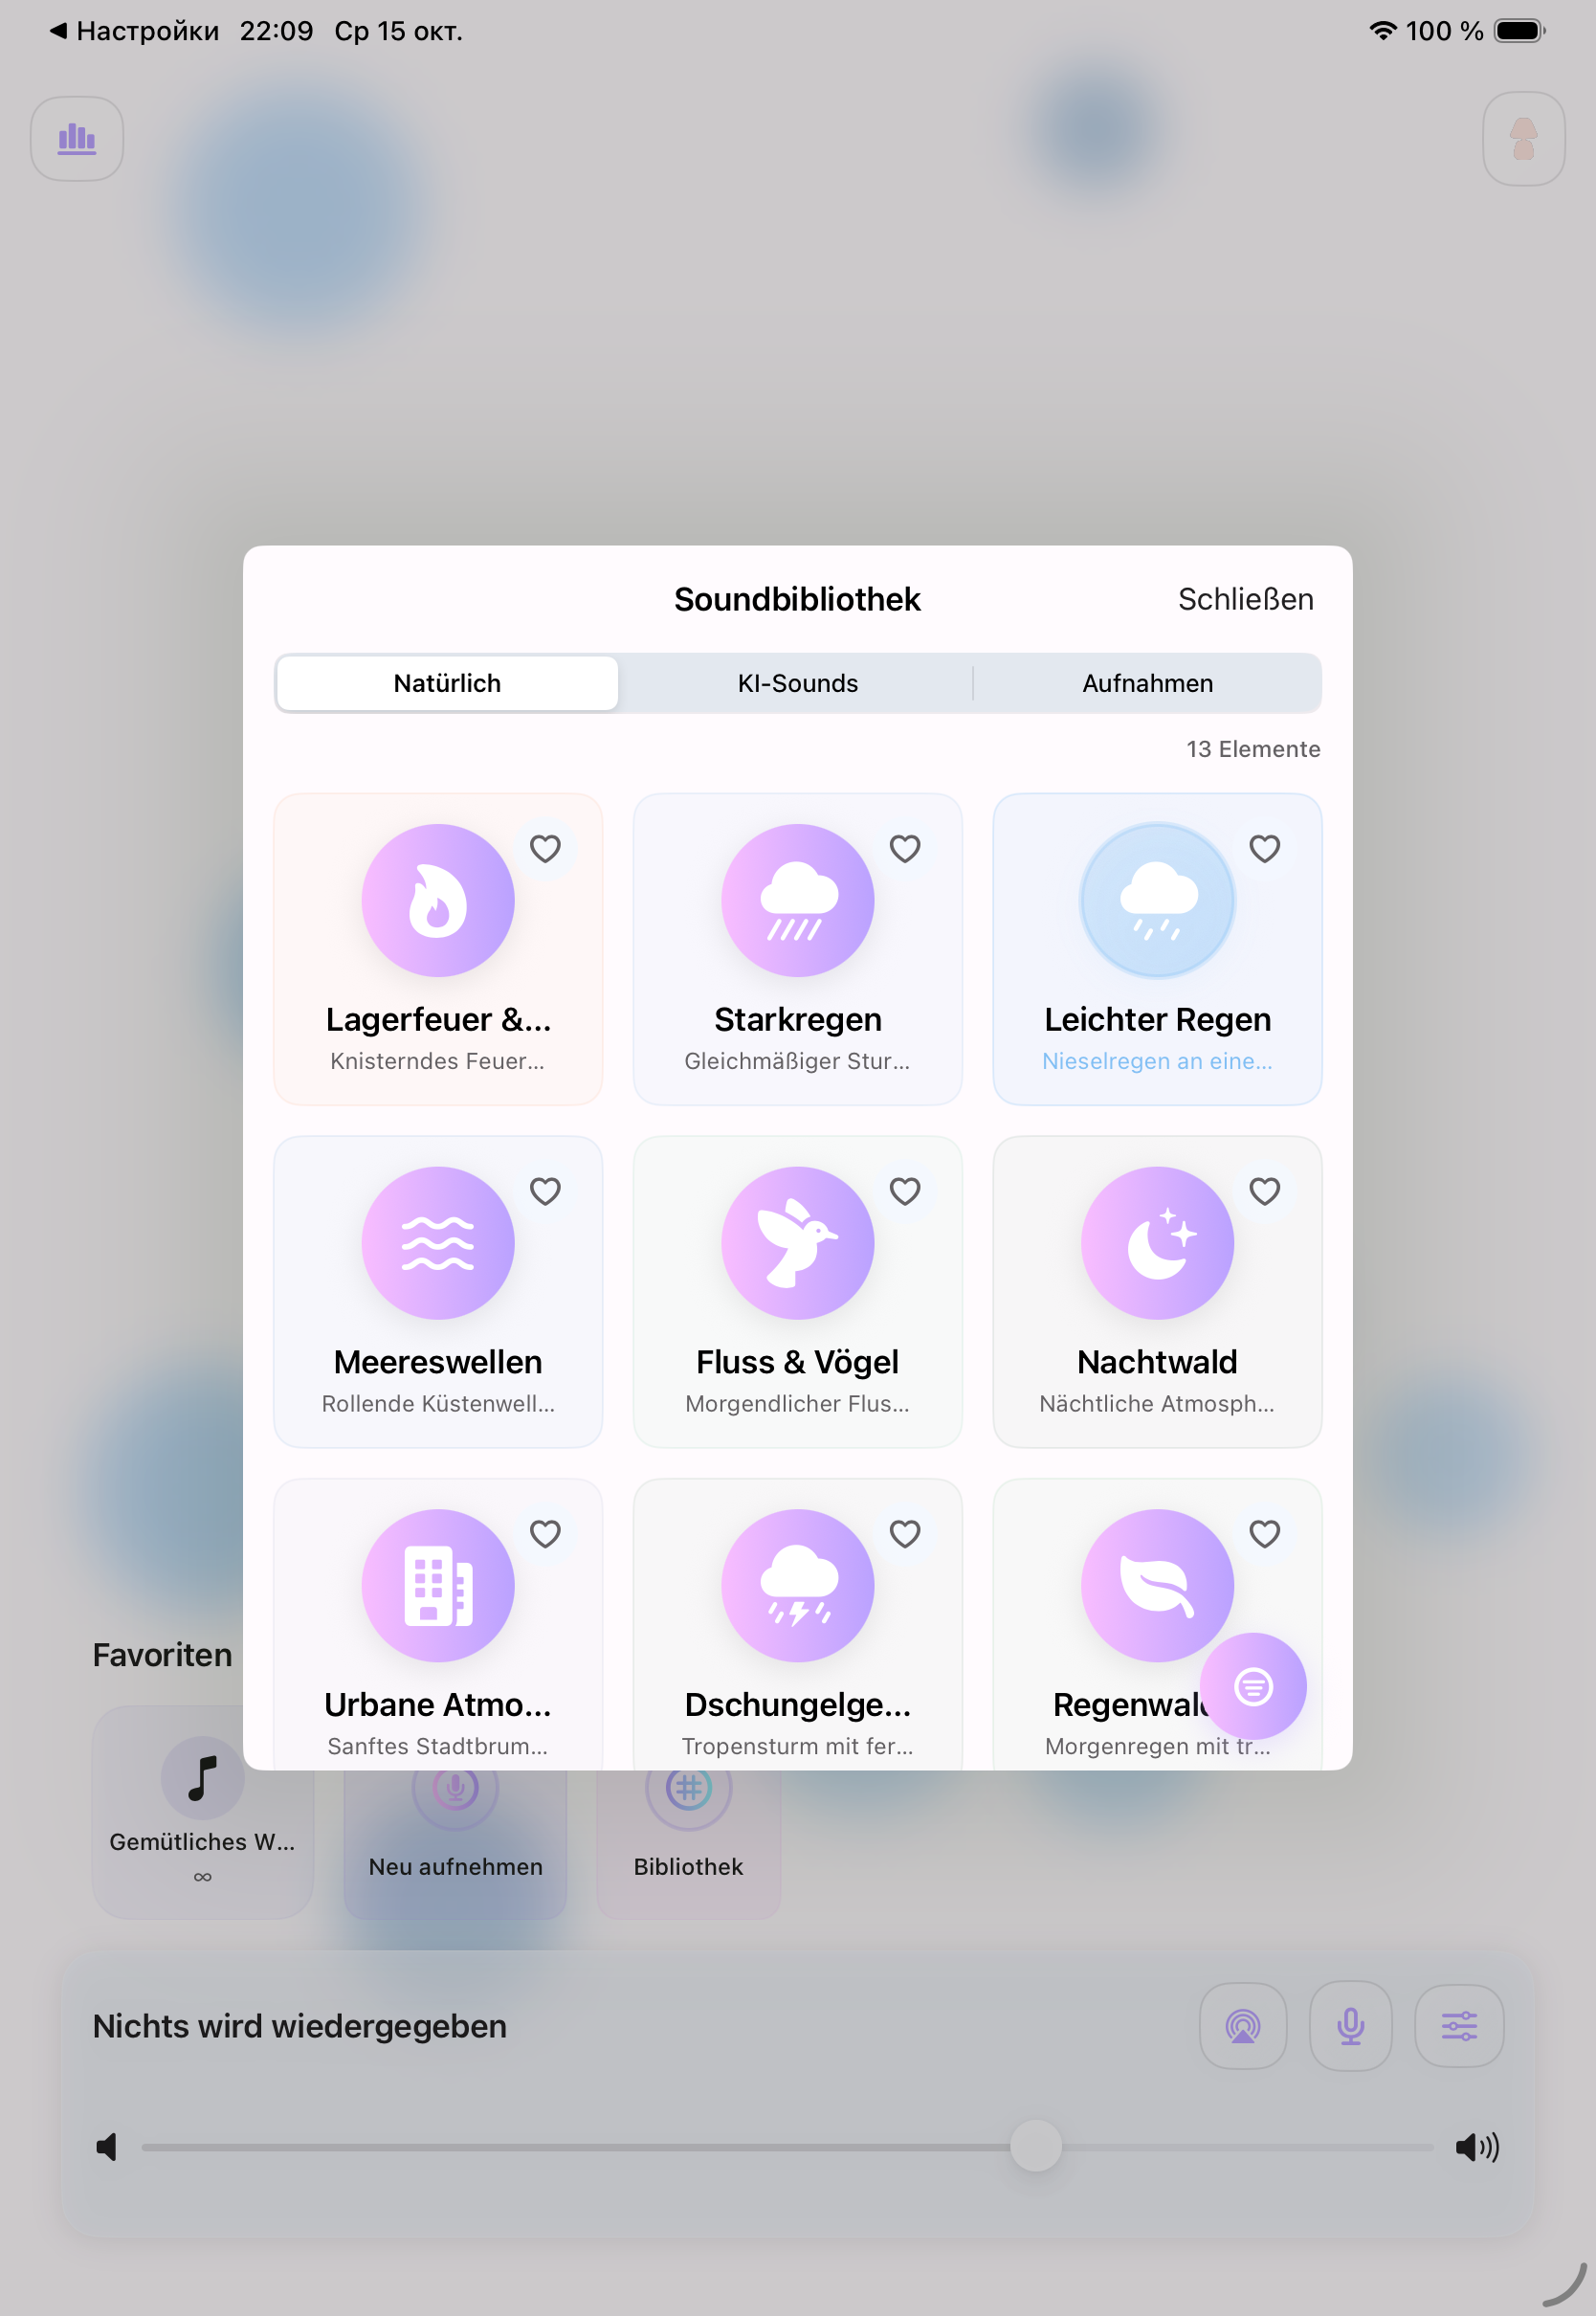 Настройки 22:09 Ср 15 окт.
100 %
Soundbibliothek
Schließen
Natürlich
KI-Sounds
Aufnahmen
13 Elemente
Lagerfeuer &...
Knisterndes Feuer...
Starkregen
Gleichmäßiger Stur...
Leichter Regen
Nieselregen an eine...
Meereswellen
Rollende Küstenwell...
Fluss & Vögel
Morgendlicher Flus...
Nachtwald
Nächtliche Atmosph...
Urbane Atmo...
Sanftes Stadtbrum...
Dschungelge...
Tropensturm mit fer...
Morgenregen mit tr...
Favoriten
Gemütliches W...
∞
Neu aufnehmen
Bibliothek
Nichts wird wiedergegeben